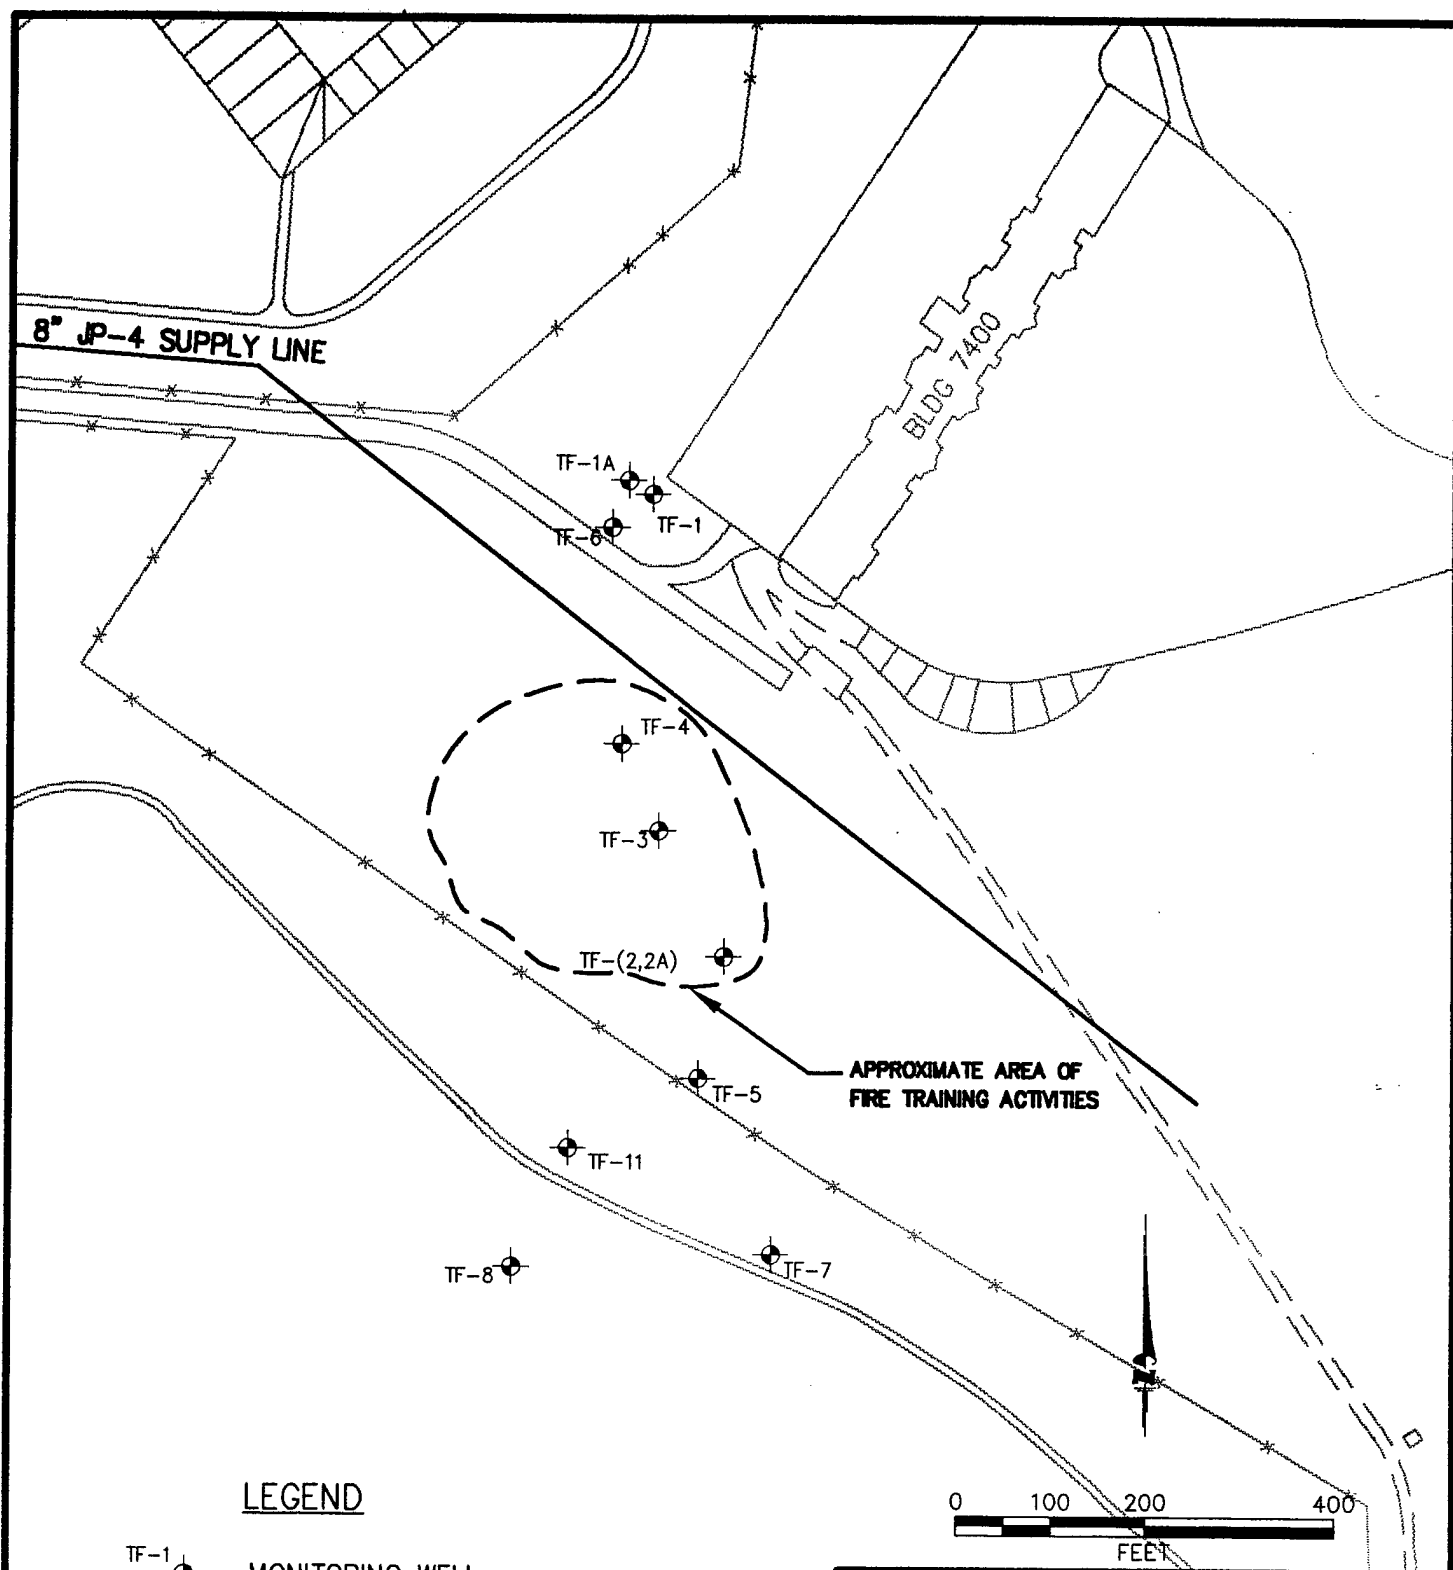 8" JP-4 SUPPLY LINE
BLDG 7400
TF-1A
TF-1
TF-6
TF-4
TF-3
TF-(2,2A)
APPROXIMATE AREA OF
FIRE TRAINING ACTIVITIES
TF-5
TF-11
TF-7
TF-8
N
LEGEND
0 100 200 400
FEET
TF-1
MONITORING WELL